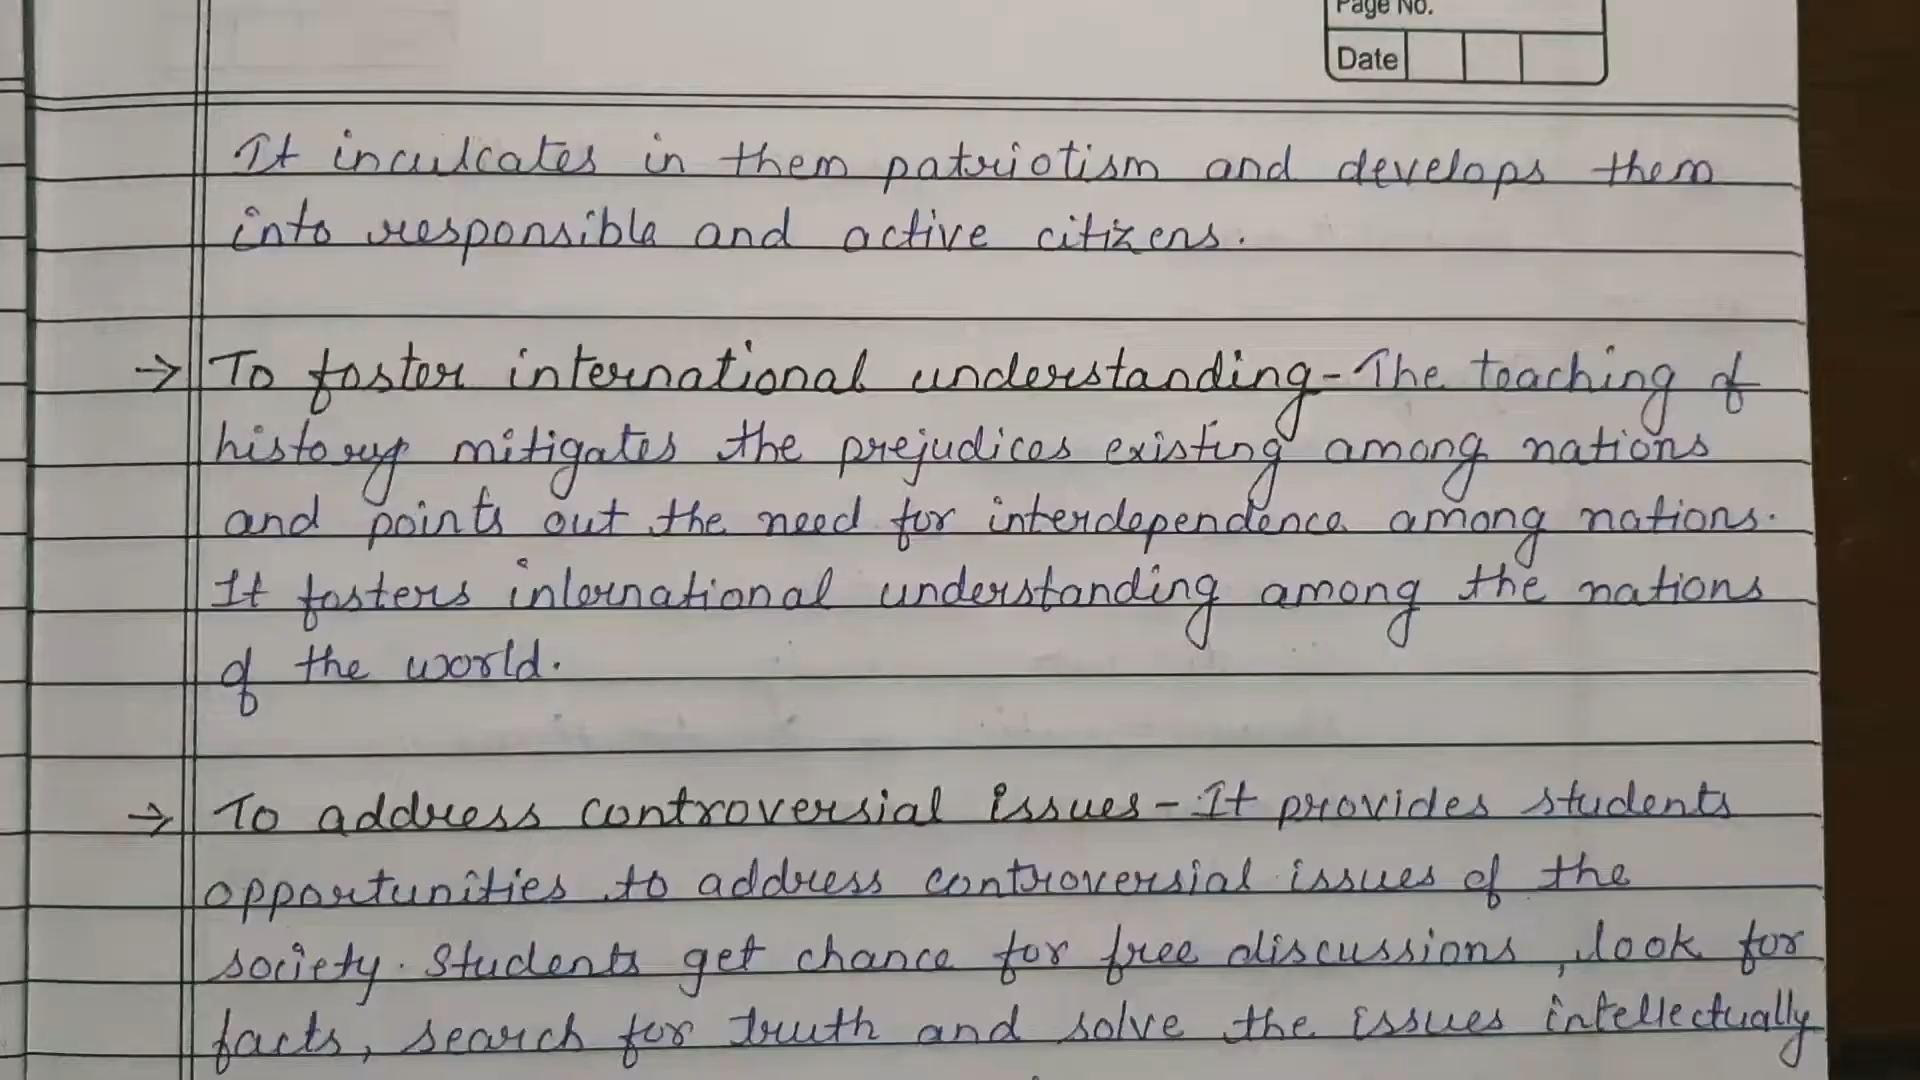 Page No.
Date
It inculcates in them patriotism and develops them
into responsible and active citizens.
→ To foster international understanding - The teaching of
history mitigates the prejudices existing among nations
and points out the need for interdependence among nations.
It fosters international understanding among the nations
of the world.
→ To address controversial issues - It provides students
opportunities to address controversial issues of the
society. Students get chance for free discussions, look for
facts, search for truth and solve the issues intellectually